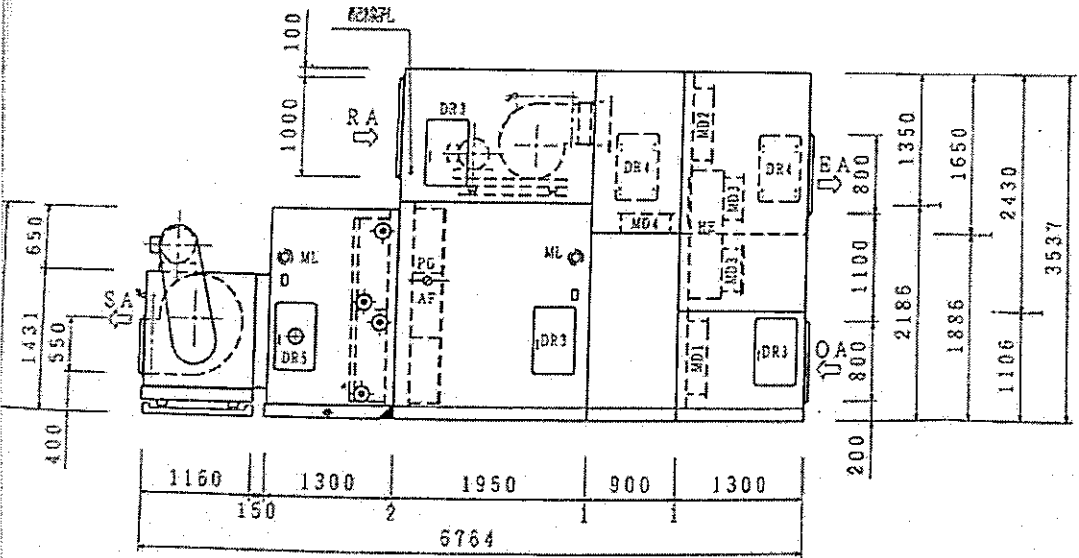 100
1000
RA
DR3
MD2
DR4
DR4
EA
MD3
MD4
MD3
ML
PG
AF
ML
SA
DR5
DR3
MD1
DR3
OA
650
1431
550
400
800
1100
800
200
1350
2186
1650
1886
2430
1106
3537
1160
1300
1950
900
1300
150
2
1
1
6764